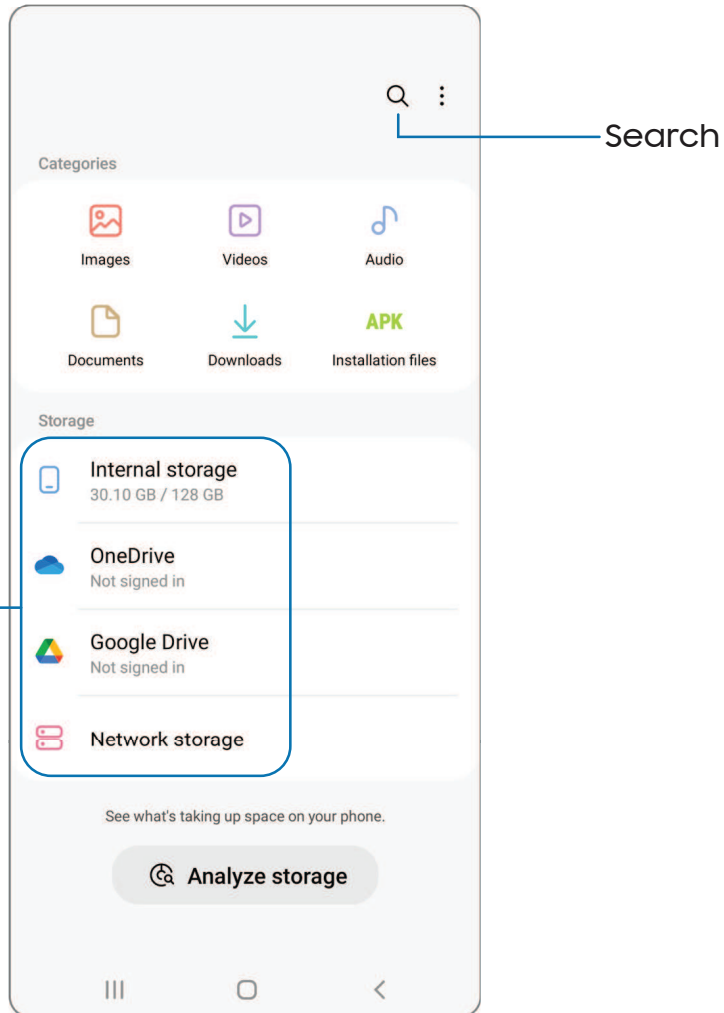 Search
Categories
Images Videos Audio
APK
Documents Downloads Installation files
Storage
Internal storage
30.10 GB / 128 GB
OneDrive
Not signed in
Google Drive
Not signed in
Network storage
See what's taking up space on your phone.
Analyze storage